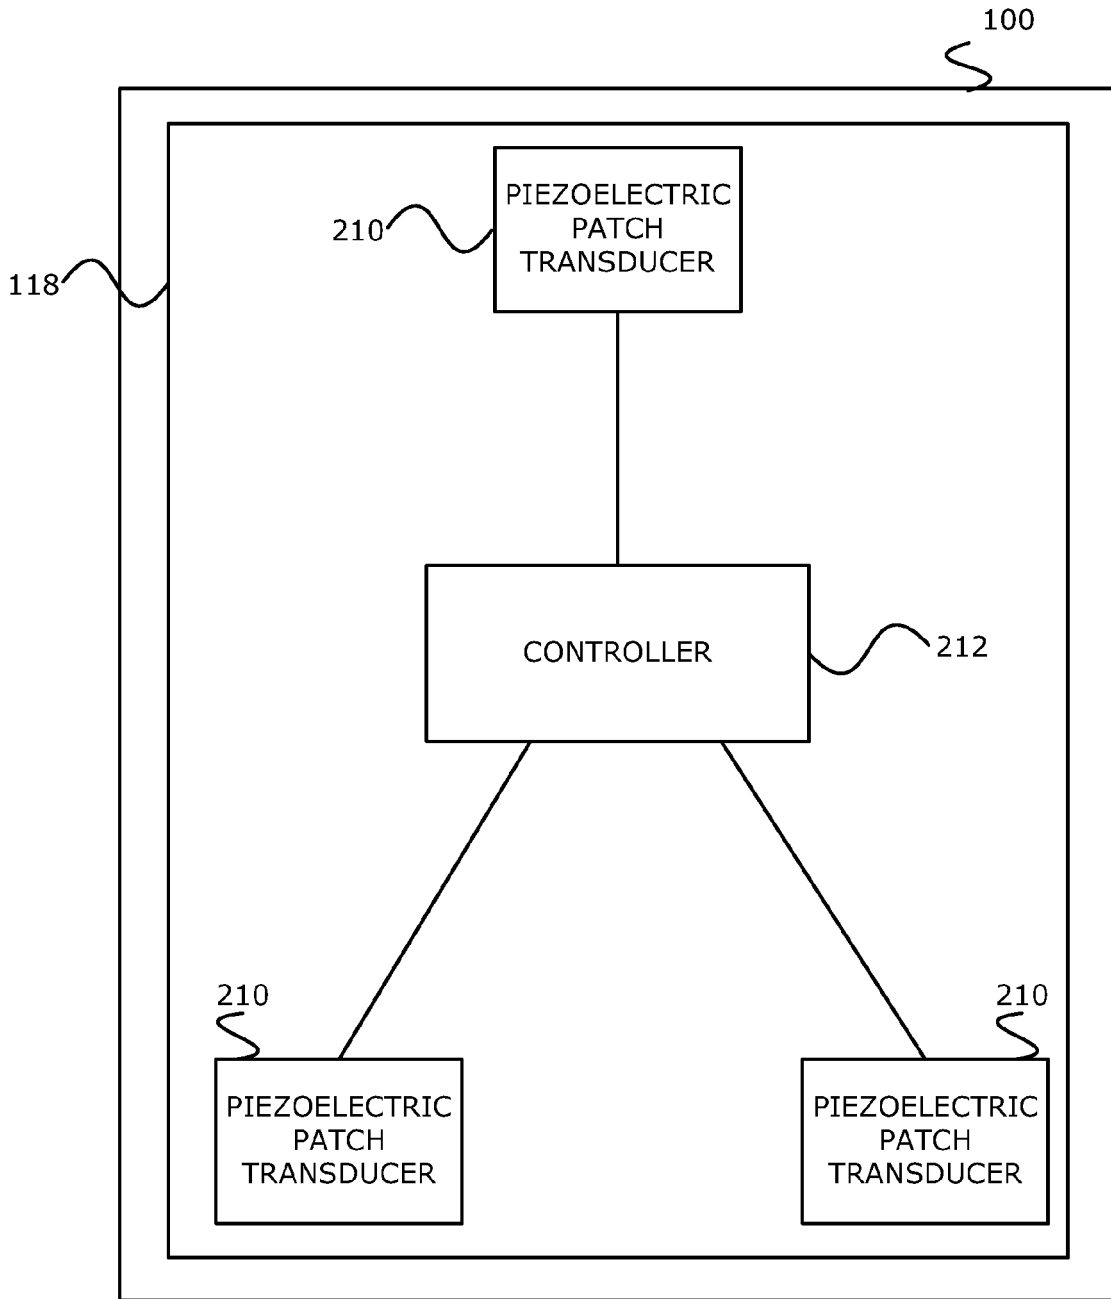 100
PIEZOELECTRIC
PATCH
TRANSDUCER
210
118
CONTROLLER
212
210
210
PIEZOELECTRIC
PATCH
TRANSDUCER
PIEZOELECTRIC
PATCH
TRANSDUCER